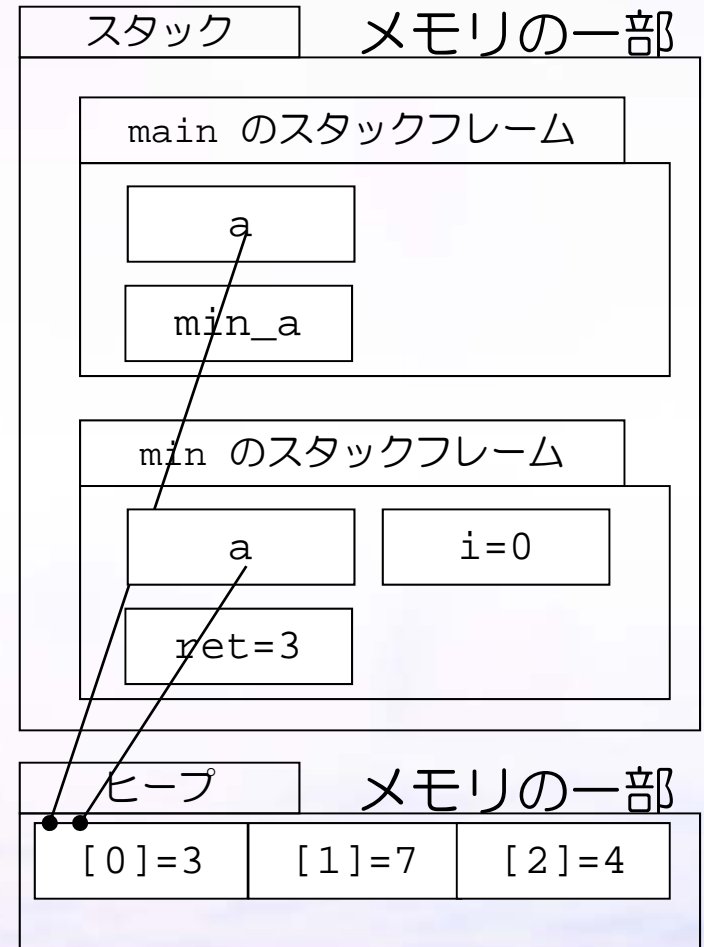 スタック メモリの一部
main のスタックフレーム
a
min_a
min のスタックフレーム
a i=0
ret=3
ヒープ メモリの一部
[0]=3 [1]=7 [2]=4